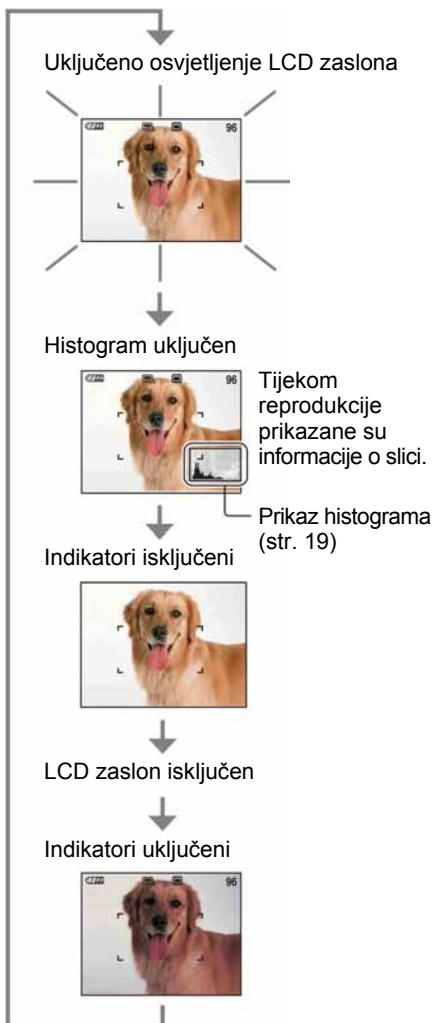 Uključeno osvjetljenje LCD zaslona
96
Histogram uključen
96
Tijekom
reprodukcije
prikazane su
informacije o slici.
Prikaz histograma
(str. 19)
Indikatori isključeni
LCD zaslon isključen
Indikatori uključeni
96